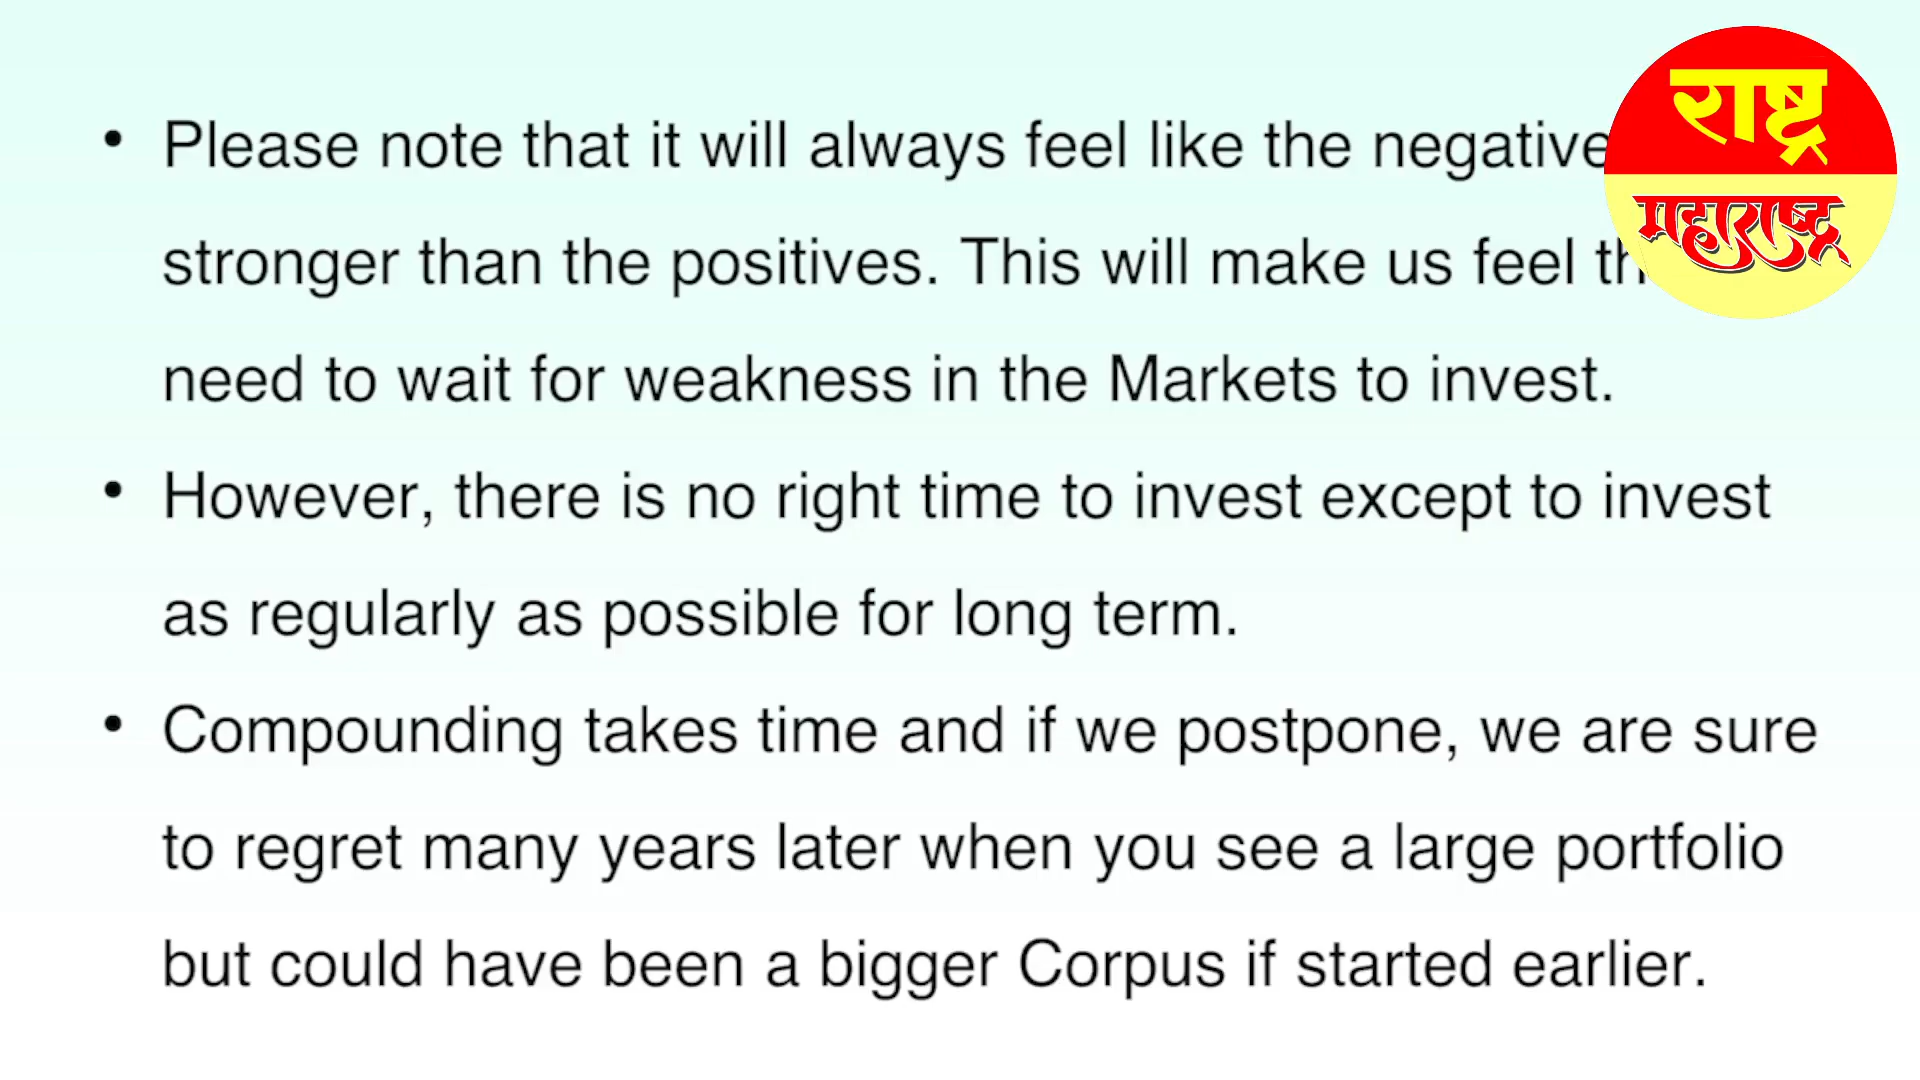 • Please note that it will always feel like the negative
stronger than the positives. This will make us feel
need to wait for weakness in the Markets to invest.
• However, there is no right time to invest except to invest
as regularly as possible for long term.
• Compounding takes time and if we postpone, we are sure
to regret many years later when you see a large portfolio
but could have been a bigger Corpus if started earlier.
राष्ट्र
महाराष्ट्र